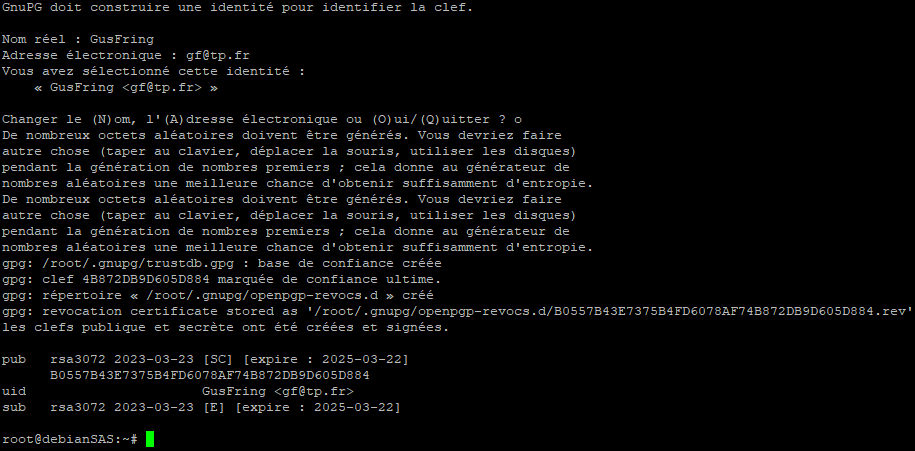 GnuPG doit construire une identité pour identifier la clef.
Nom réel : GusFring
Adresse électronique : gf@tp.fr
Vous avez sélectionné cette identité :
« GusFring <gf@tp.fr> »
Changer le (N)om, l'(A)dresse électronique ou (O)ui/(Q)uitter ? o
De nombreux octets aléatoires doivent être générés. Vous devriez faire
autre chose (taper au clavier, déplacer la souris, utiliser les disques)
pendant la génération de nombres premiers ; cela donne au générateur de
nombres aléatoires une meilleure chance d'obtenir suffisamment d'entropie.
De nombreux octets aléatoires doivent être générés. Vous devriez faire
autre chose (taper au clavier, déplacer la souris, utiliser les disques)
pendant la génération de nombres premiers ; cela donne au générateur de
nombres aléatoires une meilleure chance d'obtenir suffisamment d'entropie.
gpg: /root/.gnupg/trustdb.gpg : base de confiance créée
gpg: clef 4B872DB9D605D884 marquée de confiance ultime.
gpg: répertoire « /root/.gnupg/openpgp-revocs.d » créé
gpg: revocation certificate stored as '/root/.gnupg/openpgp-revocs.d/B0557B43E7375B4FD6078AF74B872DB9D605D884.rev'
les clefs publique et secrète ont été créées et signées.
pub rsa3072 2023-03-23 [SC] [expire : 2025-03-22]
B0557B43E7375B4FD6078AF74B872DB9D605D884
uid GusFring <gf@tp.fr>
sub rsa3072 2023-03-23 [E] [expire : 2025-03-22]
root@debianSAS:~#